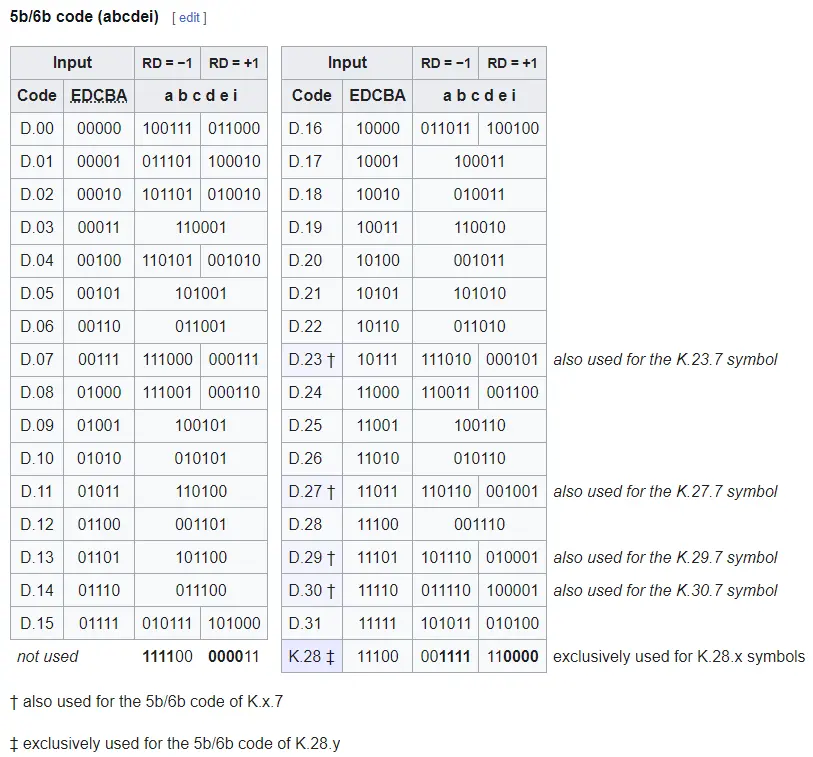 5b/6b code (abcdei) [ edit ]
Input RD = −1 RD = +1 Input RD = −1 RD = +1
Code EDCBA a b c d e i Code EDCBA a b c d e i
D.00 00000 100111 011000 D.16 10000 011011 100100
D.01 00001 011101 100010 D.17 10001 100011
D.02 00010 101101 010010 D.18 10010 010011
D.03 00011 110001 D.19 10011 110010
D.04 00100 110101 001010 D.20 10100 001011
D.05 00101 101001 D.21 10101 101010
D.06 00110 011001 D.22 10110 011010
D.07 00111 111000 000111 D.23 † 10111 111010 000101 also used for the K.23.7 symbol
D.08 01000 111001 000110 D.24 11000 110011 001100
D.09 01001 100101 D.25 11001 100110
D.10 01010 010101 D.26 11010 010110
D.11 01011 110100 D.27 † 11011 110110 001001 also used for the K.27.7 symbol
D.12 01100 001101 D.28 11100 001110
D.13 01101 101100 D.29 † 11101 101110 010001 also used for the K.29.7 symbol
D.14 01110 011100 D.30 † 11110 011110 100001 also used for the K.30.7 symbol
D.15 01111 010111 101000 D.31 11111 101011 010100
not used 111100 000011 K.28 ‡ 11100 001111 110000 exclusively used for K.28.x symbols
† also used for the 5b/6b code of K.x.7
‡ exclusively used for the 5b/6b code of K.28.y